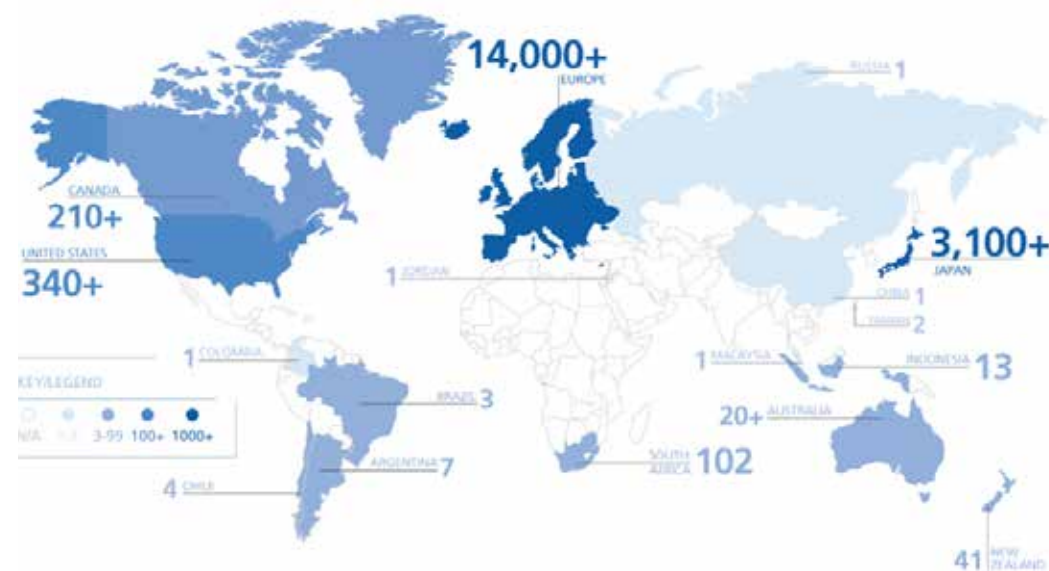 14,000+
EUROPE
RUSSIA 1
CANADA
210+
UNITED STATES
340+
1 JORDAN
3,100+
JAPAN
CHINA 1
TAIWAN 2
1 COLOMBIA
1 MALAYSIA
INDONESIA 13
KEY/LEGEND
N/A 3-99 100+ 1000+
BRAZIL 3
20+ AUSTRALIA
ARGENTINA 7
SOUTH
AFRICA 102
4 CHILE
41 NEW
ZEALAND